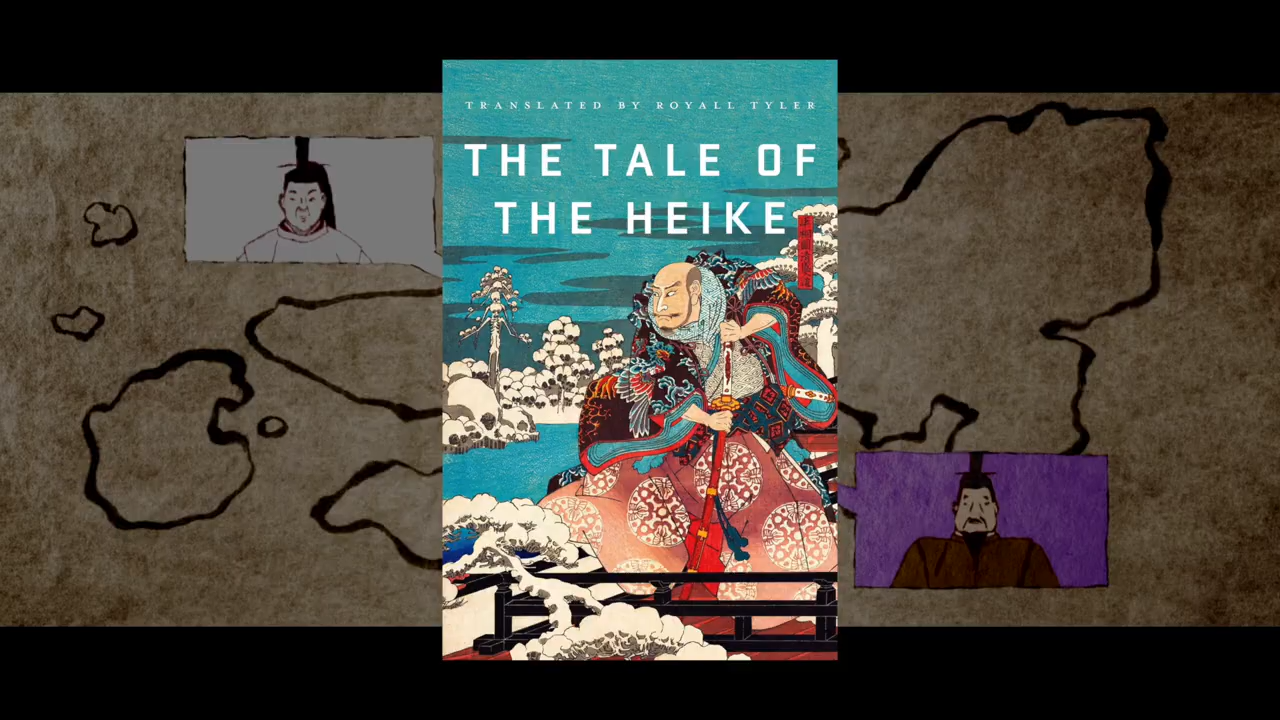 TRANSLATED BY ROYALL TYLER
THE TALE OF
THE HEIKE